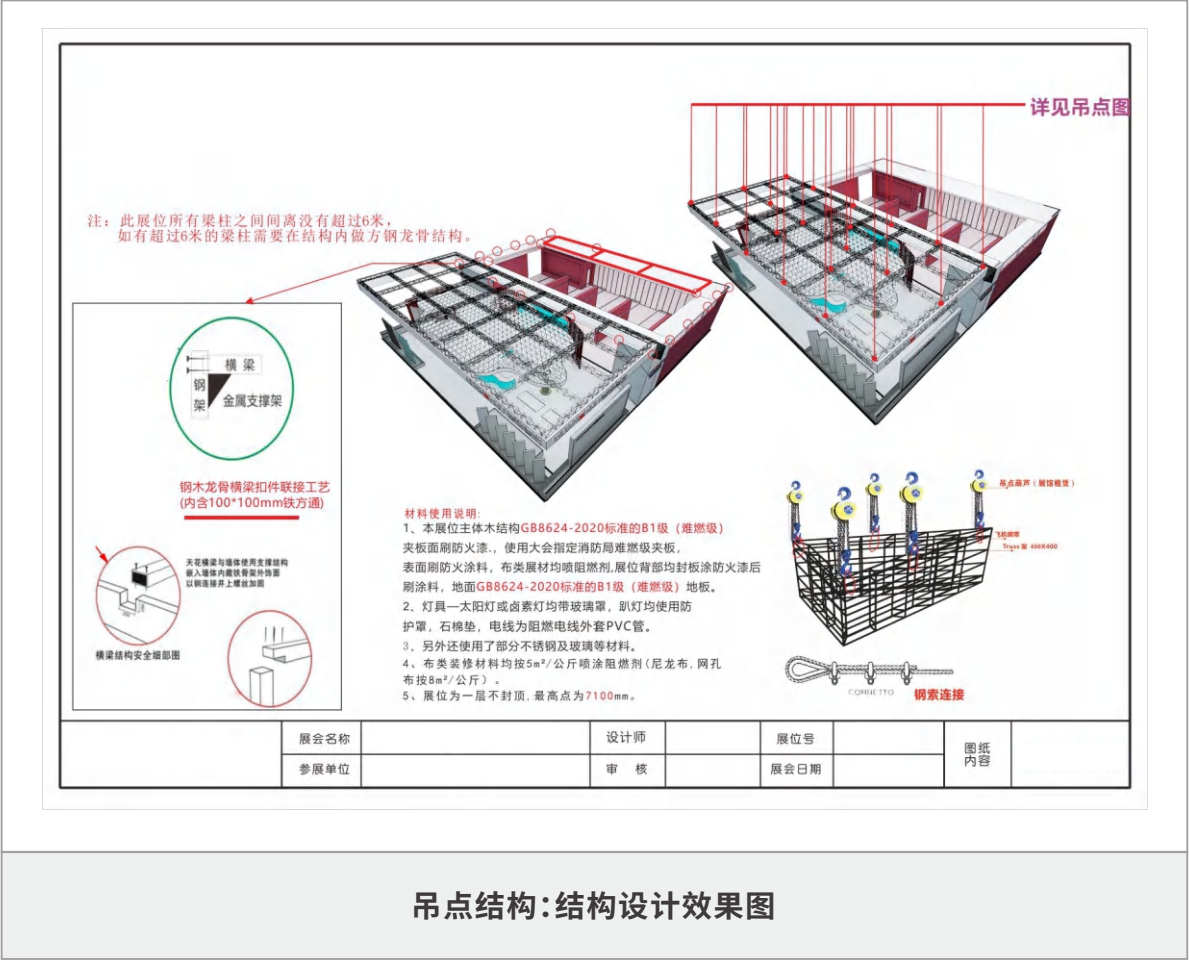 详见吊点图
注：此展位所有梁柱之间间离没有超过6米，
如有超过6米的梁柱需要在结构内做方钢龙骨结构。
横 梁
钢架
金属支撑架
钢木龙骨横梁扣件联接工艺
(内含100*100mm铁方通)
天花横梁与墙体使用支撑结构
嵌入墙体内藏铁骨架外饰面
以钢连接并上螺丝加固
横梁结构安全细部图
材料使用说明:
1、本展位主体木结构GB8624-2020标准的B1级（难燃级）
夹板面刷防火漆.，使用大会指定消防局难燃级夹板，
表面刷防火涂料，布类展材均喷阻燃剂,展位背部均封板涂防火漆后
刷涂料，地面GB8624-2020标准的B1级（难燃级）地板。
2、灯具—太阳灯或卤素灯均带玻璃罩，趴灯均使用防
护罩，石棉垫，电线为阻燃电线外套PVC管。
3、另外还使用了部分不锈钢及玻璃等材料。
4、布类装修材料均按5m²/公斤喷涂阻燃剂(尼龙布,网孔
布按8m²/公斤）。
5、展位为一层不封顶,最高点为7100mm。
吊点葫芦（展馆租赁）
飞机绑带
Truss架 400X400
CORRETTO
钢索连接
展会名称
设计师
展位号
图纸
内容
参展单位
审 核
展会日期
吊点结构:结构设计效果图